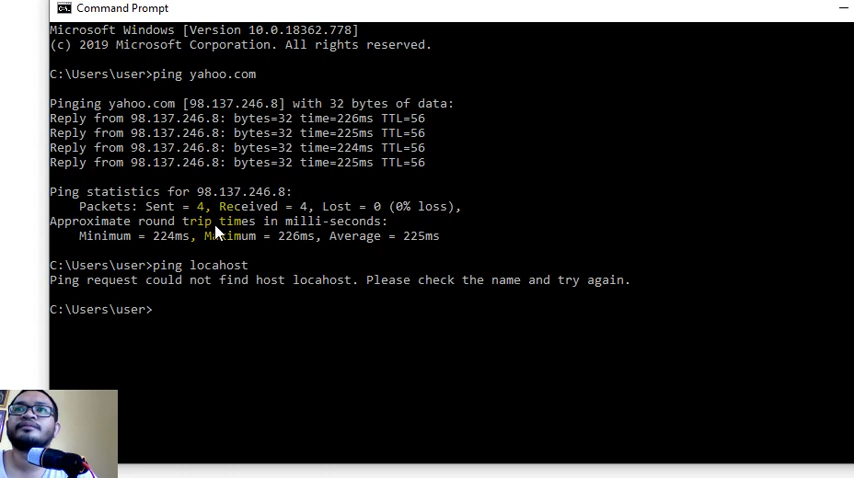 Command Prompt
Microsoft Windows [Version 10.0.18362.778]
(c) 2019 Microsoft Corporation. All rights reserved.
C:\Users\user>ping yahoo.com
Pinging yahoo.com [98.137.246.8] with 32 bytes of data:
Reply from 98.137.246.8: bytes=32 time=226ms TTL=56
Reply from 98.137.246.8: bytes=32 time=225ms TTL=56
Reply from 98.137.246.8: bytes=32 time=224ms TTL=56
Reply from 98.137.246.8: bytes=32 time=225ms TTL=56
Ping statistics for 98.137.246.8:
Packets: Sent = 4, Received = 4, Lost = 0 (0% loss),
Approximate round trip times in milli-seconds:
Minimum = 224ms, Maximum = 226ms, Average = 225ms
C:\Users\user>ping locahost
Ping request could not find host locahost. Please check the name and try again.
C:\Users\user>